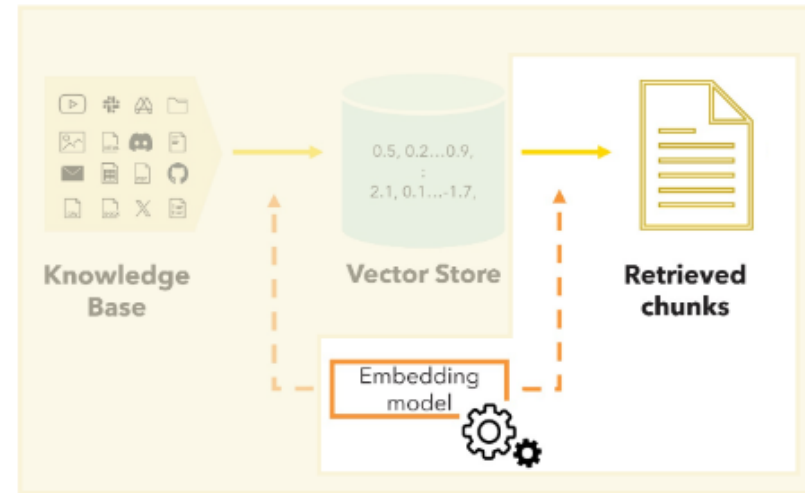 0.5, 0.2...0.9,
:
2.1, 0.1...-1.7,
Knowledge
Base
Vector Store
Retrieved
chunks
Embedding
model